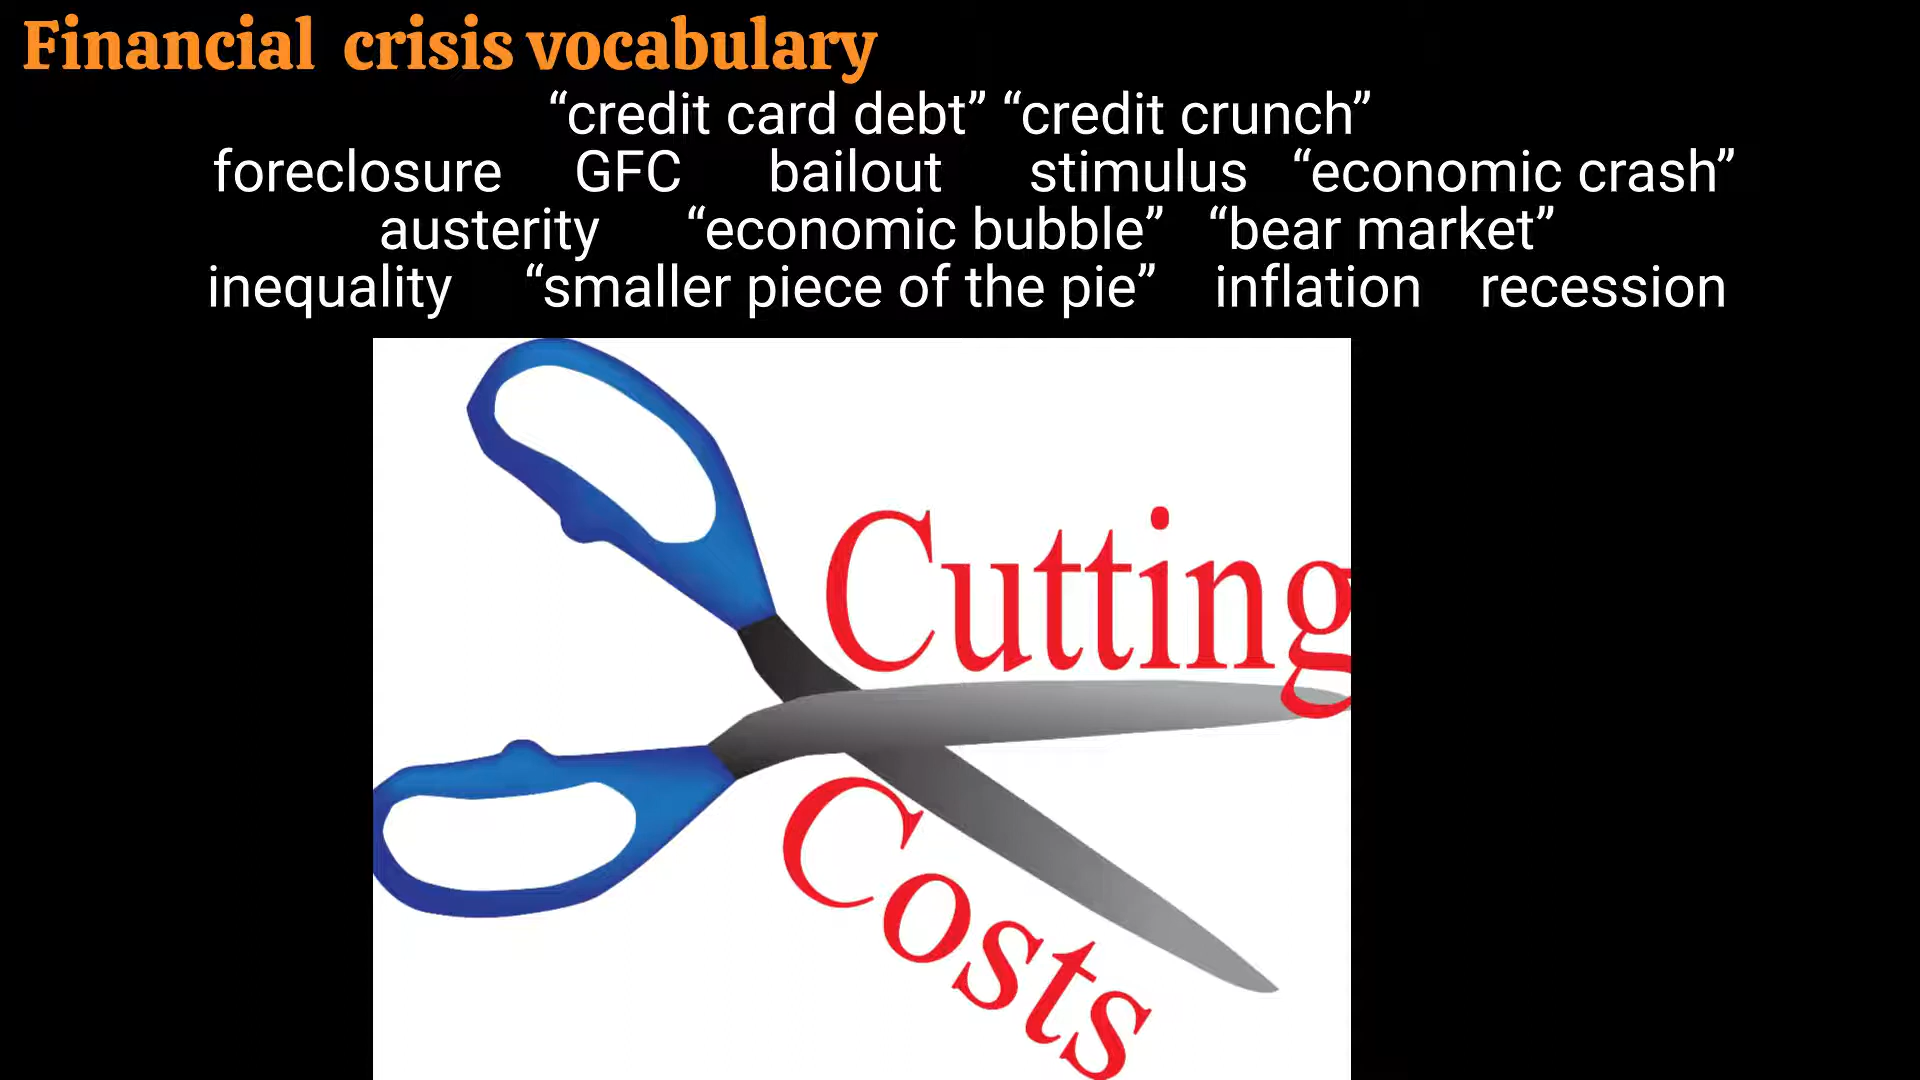 Financial crisis vocabulary
“credit card debt” “credit crunch”
foreclosure GFC bailout stimulus “economic crash”
austerity “economic bubble” “bear market”
inequality “smaller piece of the pie” inflation recession
Cutting
Costs